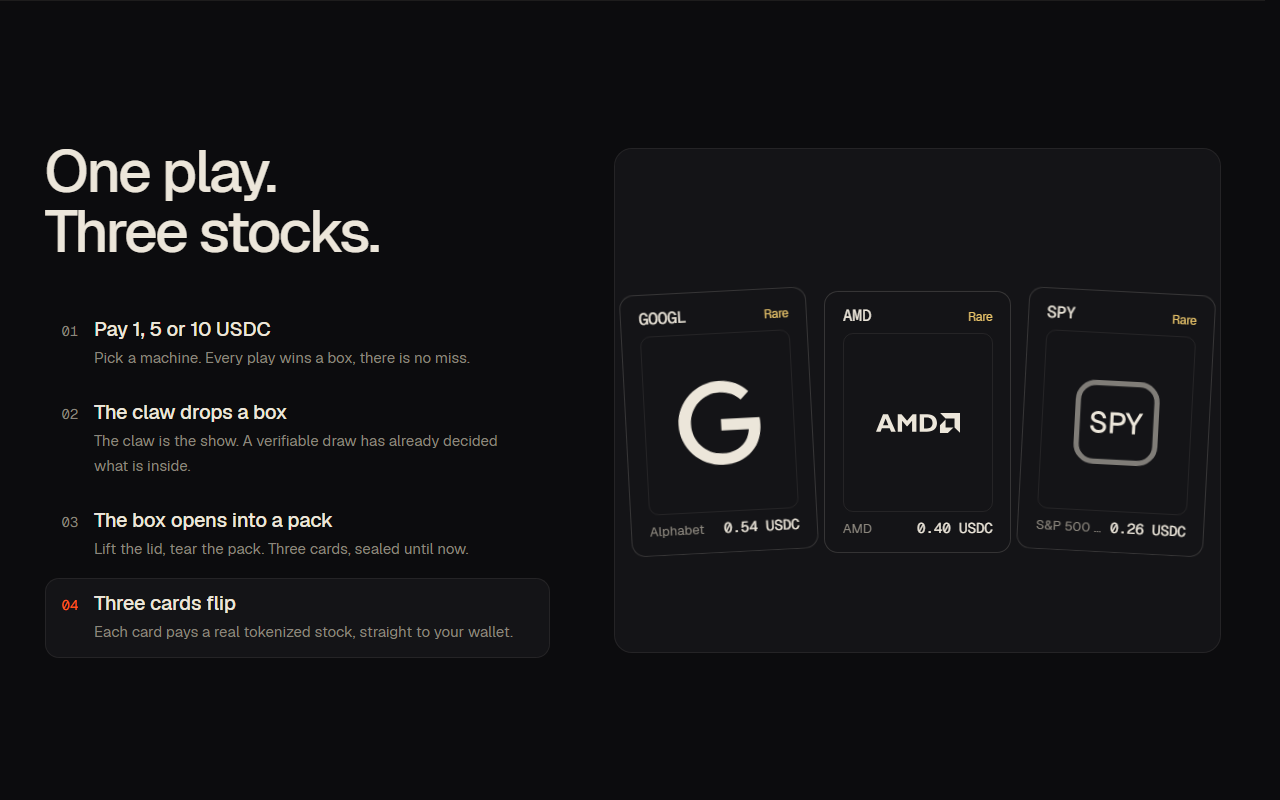 One play.
Three stocks.
01 Pay 1, 5 or 10 USDC
Pick a machine. Every play wins a box, there is no miss.
02 The claw drops a box
The claw is the show. A verifiable draw has already decided
what is inside.
03 The box opens into a pack
Lift the lid, tear the pack. Three cards, sealed until now.
04 Three cards flip
Each card pays a real tokenized stock, straight to your wallet.
GOOGL Rare
G
Alphabet 0.54 USDC
AMD Rare
AMD
AMD 0.40 USDC
SPY Rare
SPY
S&P 500 … 0.26 USDC